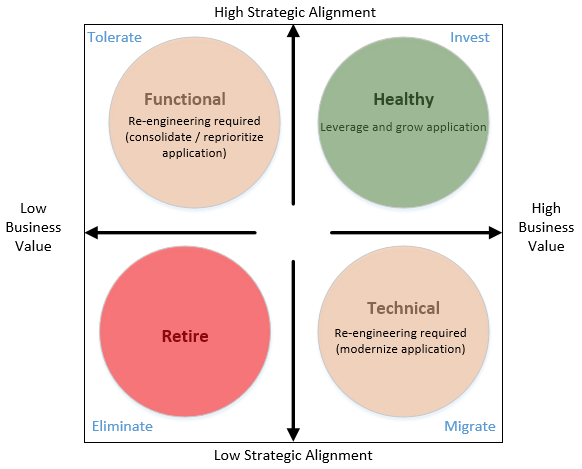 High Strategic Alignment
Tolerate
Invest
Functional
Re-engineering required
(consolidate / reprioritize
application)
Healthy
Leverage and grow application
Low
Business
Value
High
Business
Value
Retire
Technical
Re-engineering required
(modernize application)
Eliminate
Migrate
Low Strategic Alignment